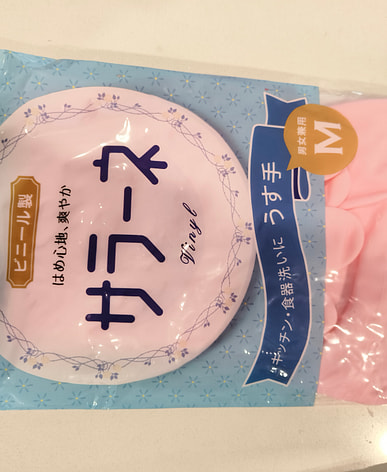 ビニール製
はめ心地、爽やか
サラーネ
Vinyl
キッチン・食器洗いに うす手
男女兼用
M